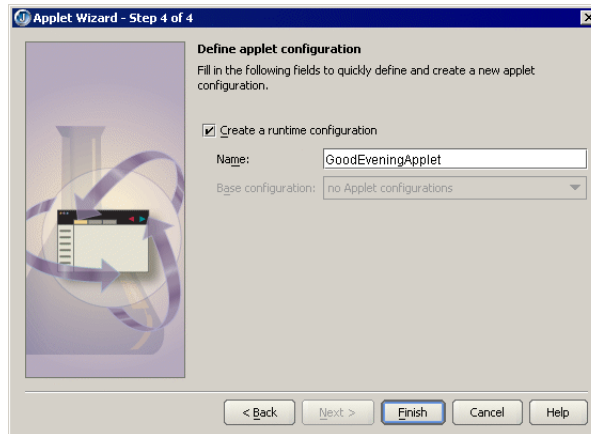 Applet Wizard - Step 4 of 4
Define applet configuration
Fill in the following fields to quickly define and create a new applet
configuration.
Create a runtime configuration
Name: GoodEveningApplet
Base configuration: no Applet configurations
< Back Next > Finish Cancel Help